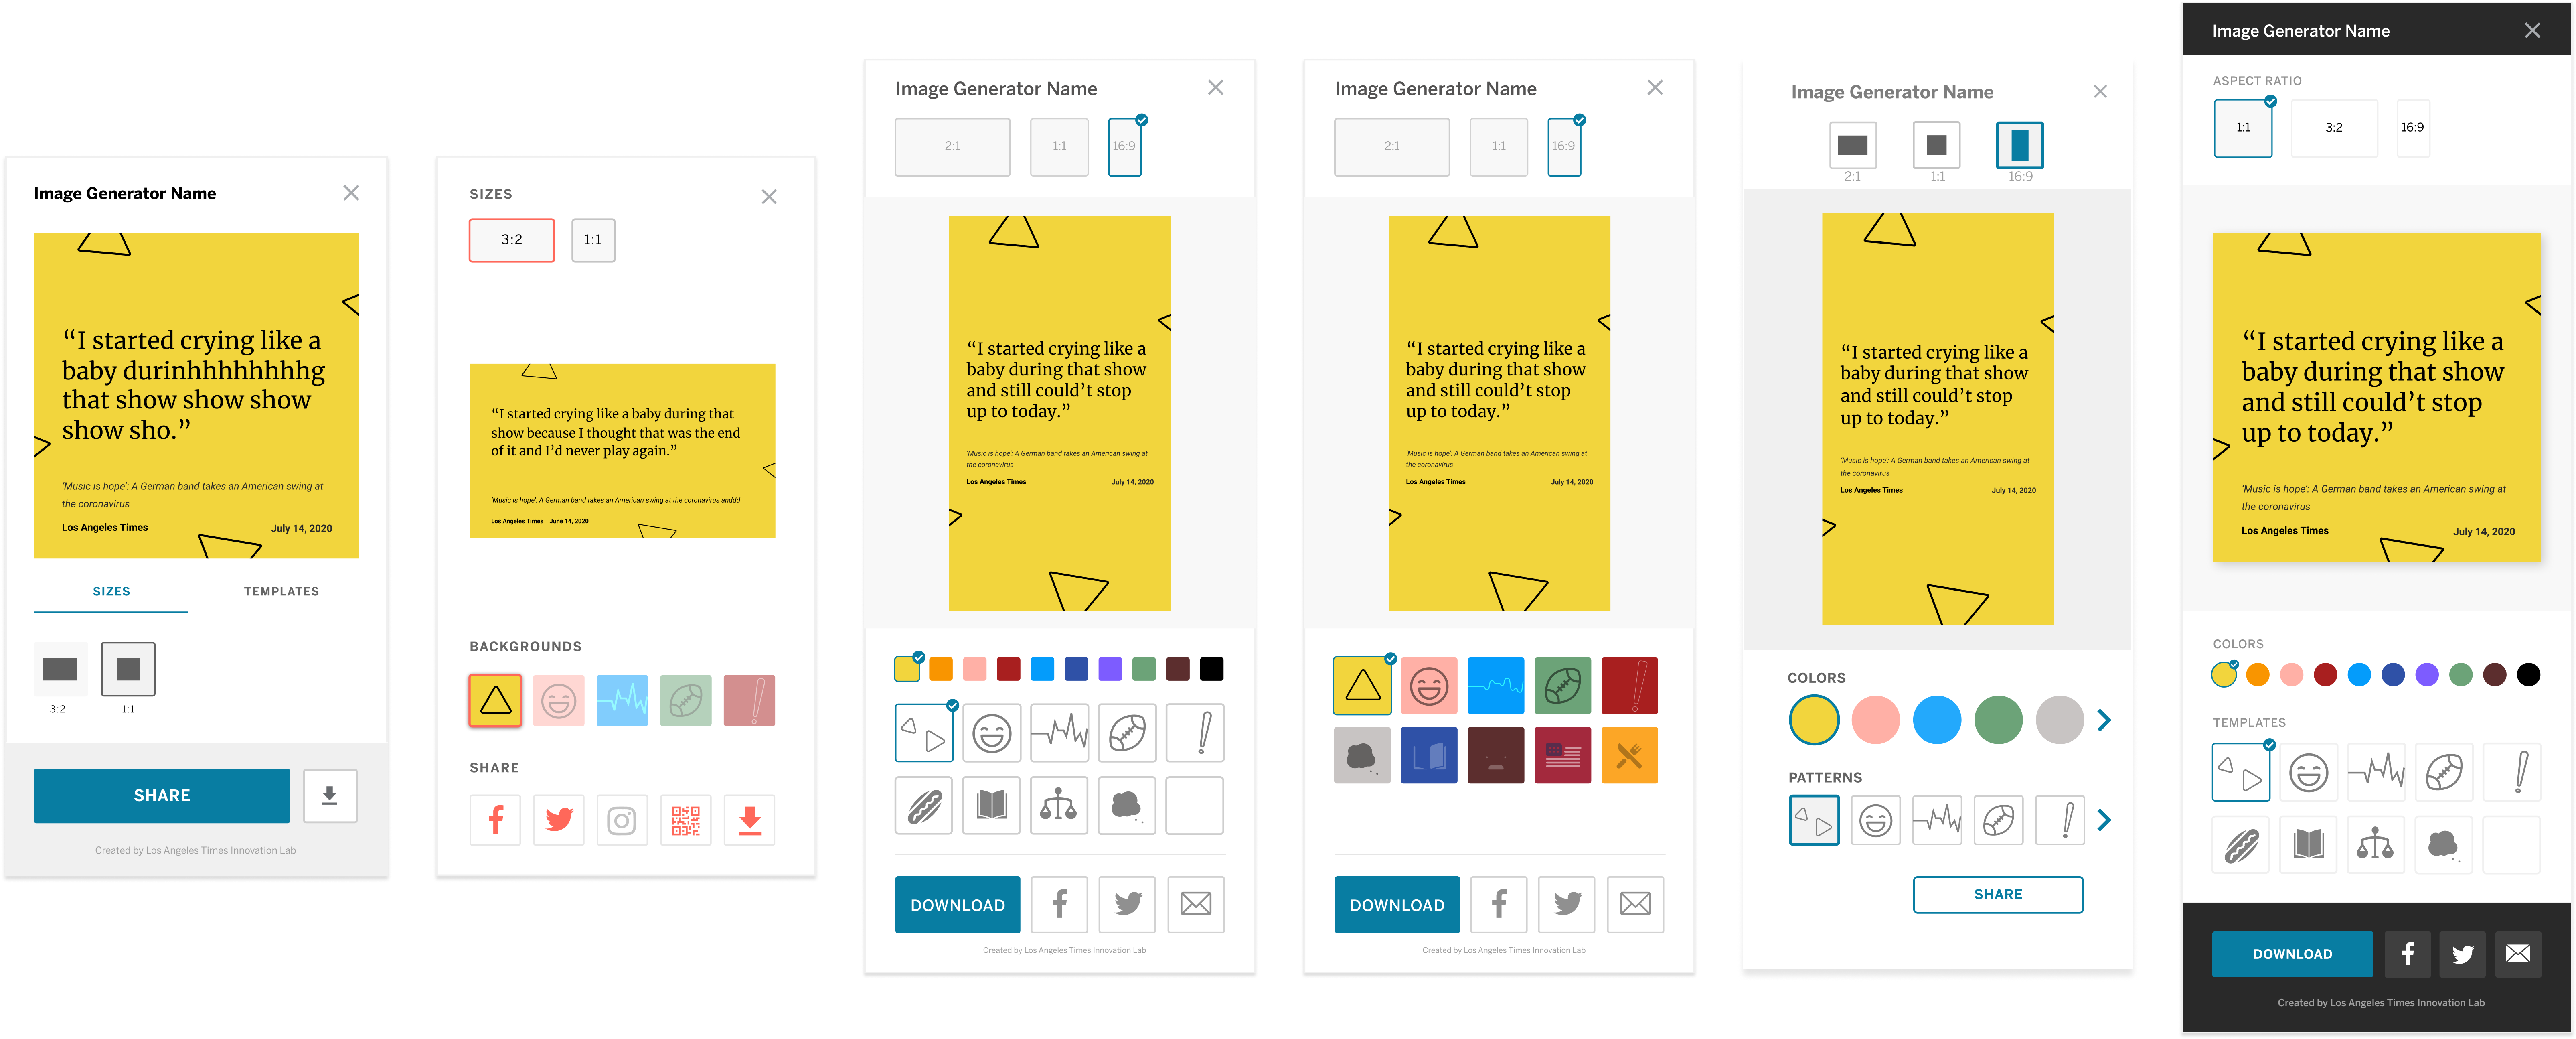 Image Generator Name
“I started crying like a
baby durinhhhhhhhhg
that show show show
show sho.”
‘Music is hope’: A German band takes an American swing at
the coronavirus
Los Angeles Times
July 14, 2020
SIZES
TEMPLATES
3:2
1:1
SHARE
Created by Los Angeles Times Innovation Lab
SIZES
3:2
1:1
“I started crying like a baby during that
show because I thought that was the end
of it and I’d never play again.”
‘Music is hope’: A German band takes an American swing at the coronavirus anddd
Los Angeles Times June 14, 2020
BACKGROUNDS
SHARE
Image Generator Name
2:1
1:1
16:9
“I started crying like a
baby during that show
and still could’t stop
up to today.”
‘Music is hope’: A German band takes an American swing at
the coronavirus
Los Angeles Times
July 14, 2020
DOWNLOAD
Created by Los Angeles Times Innovation Lab
Image Generator Name
2:1
1:1
16:9
“I started crying like a
baby during that show
and still could’t stop
up to today.”
‘Music is hope’: A German band takes an American swing at
the coronavirus
Los Angeles Times
July 14, 2020
DOWNLOAD
Created by Los Angeles Times Innovation Lab
Image Generator Name
2:1
1:1
16:9
“I started crying like a
baby during that show
and still could’t stop
up to today.”
‘Music is hope’: A German band takes an American swing at
the coronavirus
Los Angeles Times
July 14, 2020
COLORS
PATTERNS
SHARE
Image Generator Name
ASPECT RATIO
1:1
3:2
16:9
“I started crying like a
baby during that show
and still could’t stop
up to today.”
‘Music is hope’: A German band takes an American swing at
the coronavirus
Los Angeles Times
July 14, 2020
COLORS
TEMPLATES
DOWNLOAD
Created by Los Angeles Times Innovation Lab